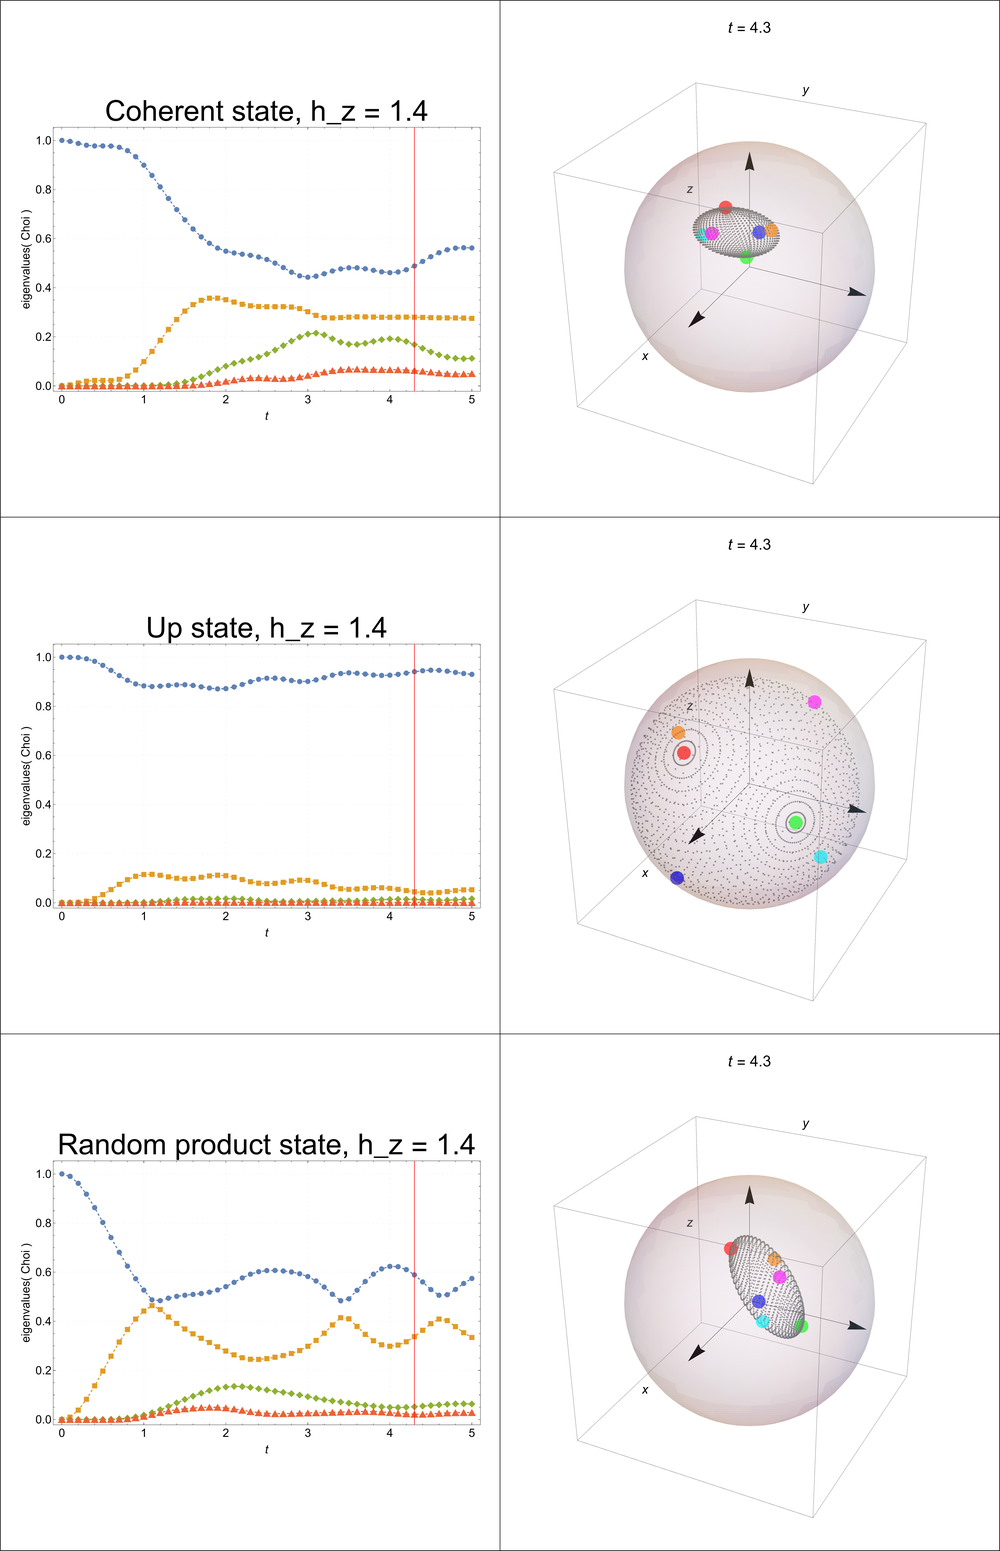 Coherent state, h_z = 1.4
eigenvalues( Choi )
1.0
0.8
0.6
0.4
0.2
0.0
0 1 2 3 4 5
t
t = 4.3
y
z
x
Up state, h_z = 1.4
eigenvalues( Choi )
1.0
0.8
0.6
0.4
0.2
0.0
0 1 2 3 4 5
t
t = 4.3
y
z
x
Random product state, h_z = 1.4
eigenvalues( Choi )
1.0
0.8
0.6
0.4
0.2
0.0
0 1 2 3 4 5
t
t = 4.3
y
z
x